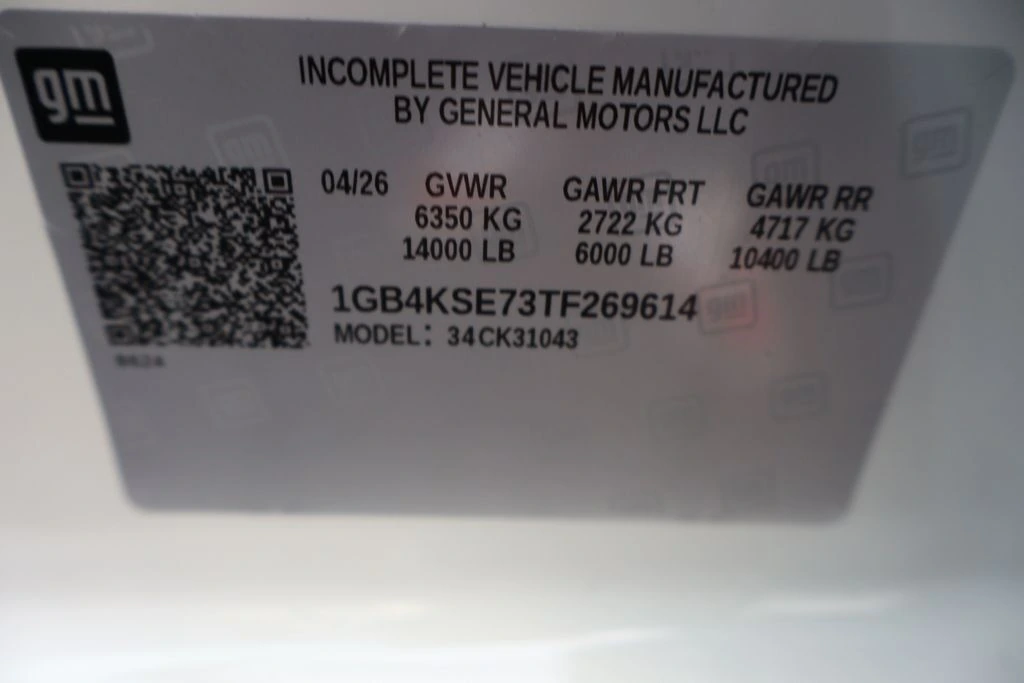 gm
INCOMPLETE VEHICLE MANUFACTURED
BY GENERAL MOTORS LLC
04/26 GVWR GAWR FRT GAWR RR
6350 KG 2722 KG 4717 KG
14000 LB 6000 LB 10400 LB
1GB4KSE73TF269614
MODEL: 34CK31043